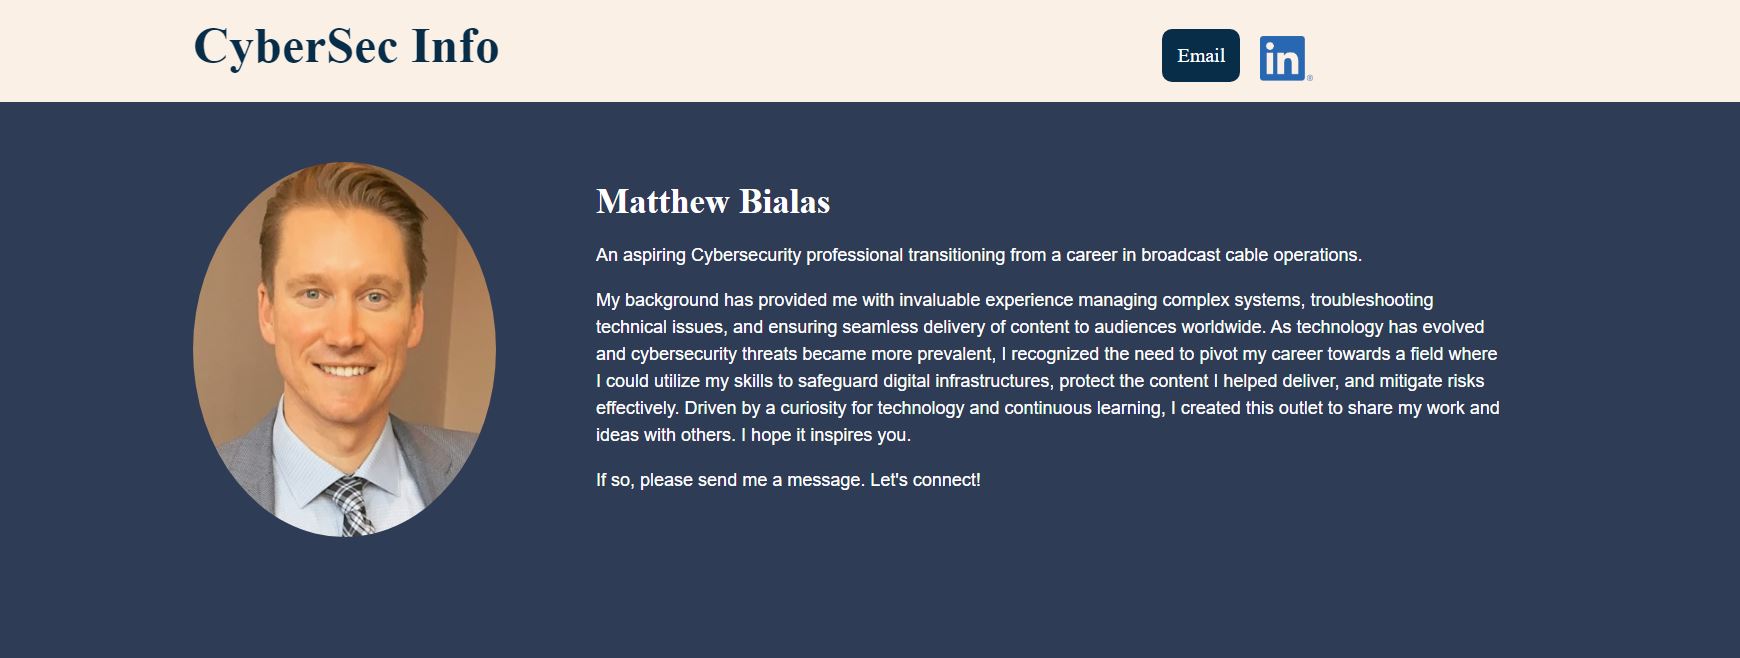 CyberSec Info
Email
in
®
Matthew Bialas
An aspiring Cybersecurity professional transitioning from a career in broadcast cable operations.
My background has provided me with invaluable experience managing complex systems, troubleshooting
technical issues, and ensuring seamless delivery of content to audiences worldwide. As technology has evolved
and cybersecurity threats became more prevalent, I recognized the need to pivot my career towards a field where
I could utilize my skills to safeguard digital infrastructures, protect the content I helped deliver, and mitigate risks
effectively. Driven by a curiosity for technology and continuous learning, I created this outlet to share my work and
ideas with others. I hope it inspires you.
If so, please send me a message. Let's connect!